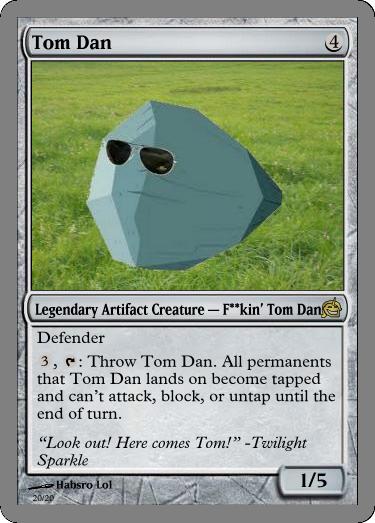 Tom Dan 4
Legendary Artifact Creature — F**kin' Tom Dan
Defender
3 , : Throw Tom Dan. All permanents
that Tom Dan lands on become tapped
and can't attack, block, or untap until the
end of turn.
“Look out! Here comes Tom!” -Twilight
Sparkle
1/5
Habsro Lol
20/20